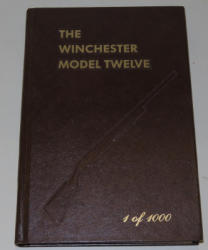 THE
WINCHESTER
MODEL TWELVE
1 of 1000